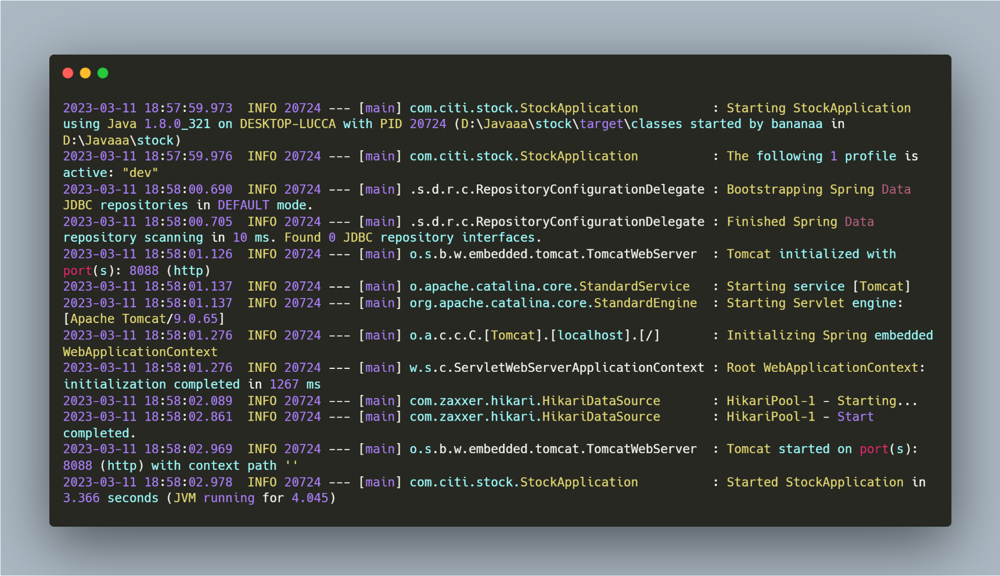 2023-03-11 18:57:59.973  INFO 20724 --- [main] com.citi.stock.StockApplication          : Starting StockApplication
using Java 1.8.0_321 on DESKTOP-LUCCA with PID 20724 (D:\Javaaa\stock\target\classes started by bananaa in
D:\Javaaa\stock)
2023-03-11 18:57:59.976  INFO 20724 --- [main] com.citi.stock.StockApplication          : The following 1 profile is
active: "dev"
2023-03-11 18:58:00.690  INFO 20724 --- [main] .s.d.r.c.RepositoryConfigurationDelegate : Bootstrapping Spring Data
JDBC repositories in DEFAULT mode.
2023-03-11 18:58:00.705  INFO 20724 --- [main] .s.d.r.c.RepositoryConfigurationDelegate : Finished Spring Data
repository scanning in 10 ms. Found 0 JDBC repository interfaces.
2023-03-11 18:58:01.126  INFO 20724 --- [main] o.s.b.w.embedded.tomcat.TomcatWebServer  : Tomcat initialized with
port(s): 8088 (http)
2023-03-11 18:58:01.137  INFO 20724 --- [main] o.apache.catalina.core.StandardService   : Starting service [Tomcat]
2023-03-11 18:58:01.137  INFO 20724 --- [main] org.apache.catalina.core.StandardEngine  : Starting Servlet engine:
[Apache Tomcat/9.0.65]
2023-03-11 18:58:01.276  INFO 20724 --- [main] o.a.c.c.C.[Tomcat].[localhost].[/]       : Initializing Spring embedded
WebApplicationContext
2023-03-11 18:58:01.276  INFO 20724 --- [main] w.s.c.ServletWebServerApplicationContext : Root WebApplicationContext:
initialization completed in 1267 ms
2023-03-11 18:58:02.089  INFO 20724 --- [main] com.zaxxer.hikari.HikariDataSource       : HikariPool-1 - Starting...
2023-03-11 18:58:02.861  INFO 20724 --- [main] com.zaxxer.hikari.HikariDataSource       : HikariPool-1 - Start
completed.
2023-03-11 18:58:02.969  INFO 20724 --- [main] o.s.b.w.embedded.tomcat.TomcatWebServer  : Tomcat started on port(s):
8088 (http) with context path ''
2023-03-11 18:58:02.978  INFO 20724 --- [main] com.citi.stock.StockApplication          : Started StockApplication in
3.366 seconds (JVM running for 4.045)